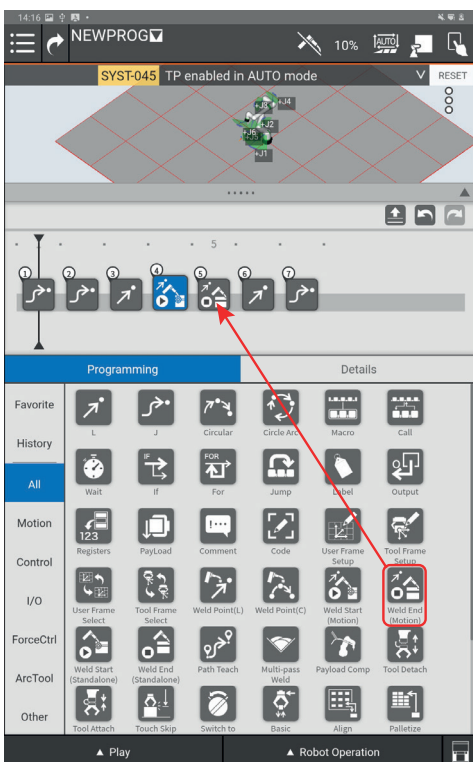 14:16
NEWPROG
10%
AUTO
SYST-045 TP enabled in AUTO mode
RESET
+J3 +J4
+J2
+J6
+J1
5
1 2 3 4 5 6 7
Programming Details
Favorite
History
All
Motion
Control
I/O
ForceCtrl
ArcTool
Other
L J Circular Circle Arc Macro Call
IF FOR
Wait If For Jump Label Output
123
Registers PayLoad Comment Code User Frame Setup Tool Frame Setup
User Frame Select Tool Frame Select Weld Point(L) Weld Point(C) Weld Start (Motion) Weld End (Motion)
Weld Start (Standalone) Weld End (Standalone) Path Teach Multi-pass Weld Payload Comp Tool Detach
Tool Attach Touch Skip Switch to Basic Align Palletize
▲ Play ▲ Robot Operation